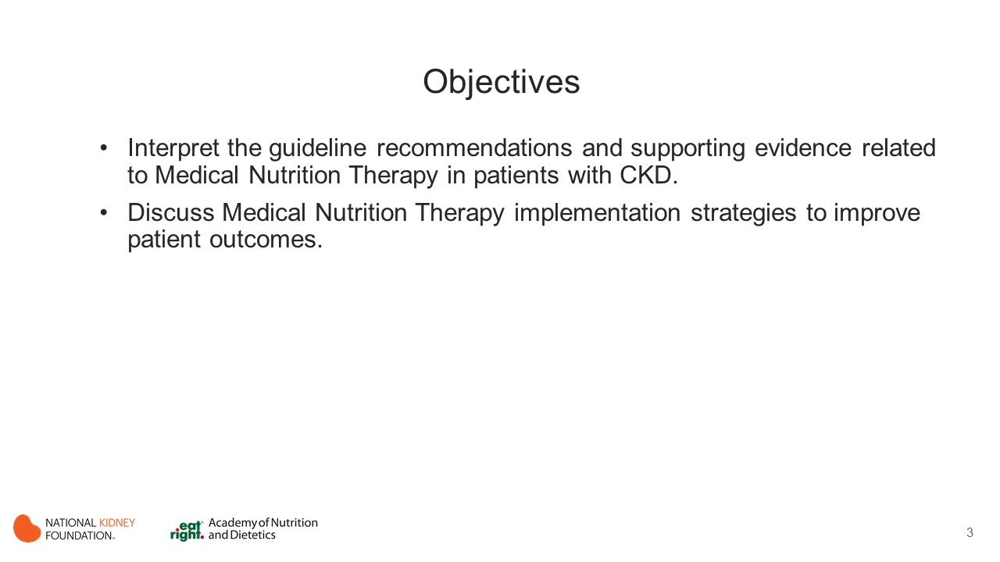 Objectives
• Interpret the guideline recommendations and supporting evidence related
to Medical Nutrition Therapy in patients with CKD.
• Discuss Medical Nutrition Therapy implementation strategies to improve
patient outcomes.
NATIONAL KIDNEY
FOUNDATION®
eat
right.
Academy of Nutrition
and Dietetics
3